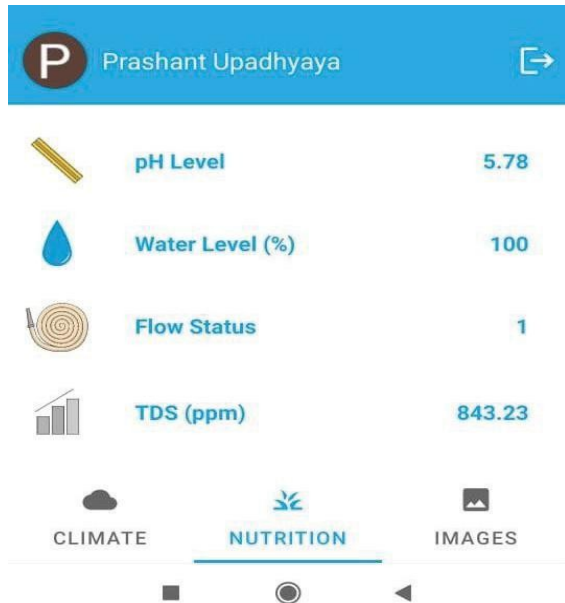 P Prashant Upadhyaya
pH Level 5.78
Water Level (%) 100
Flow Status 1
TDS (ppm) 843.23
CLIMATE NUTRITION IMAGES